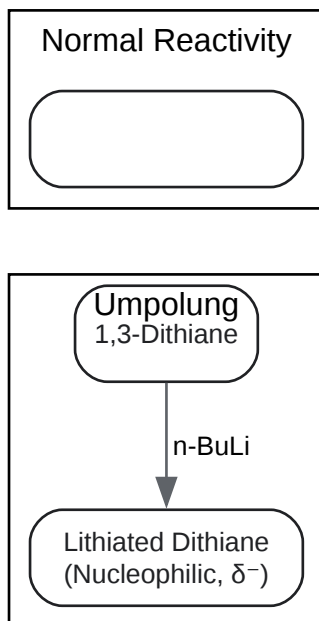 Normal Reactivity
Umpolung
1,3-Dithiane
n-BuLi
Lithiated Dithiane
(Nucleophilic, δ⁻)